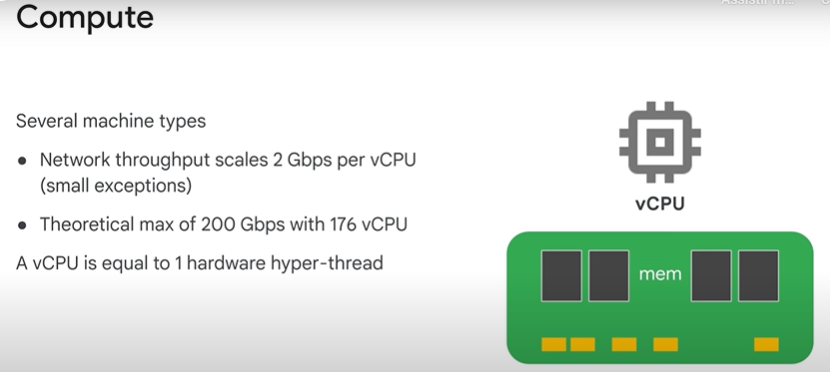 Compute
Several machine types
● Network throughput scales 2 Gbps per vCPU
(small exceptions)
● Theoretical max of 200 Gbps with 176 vCPU
A vCPU is equal to 1 hardware hyper-thread
vCPU
mem